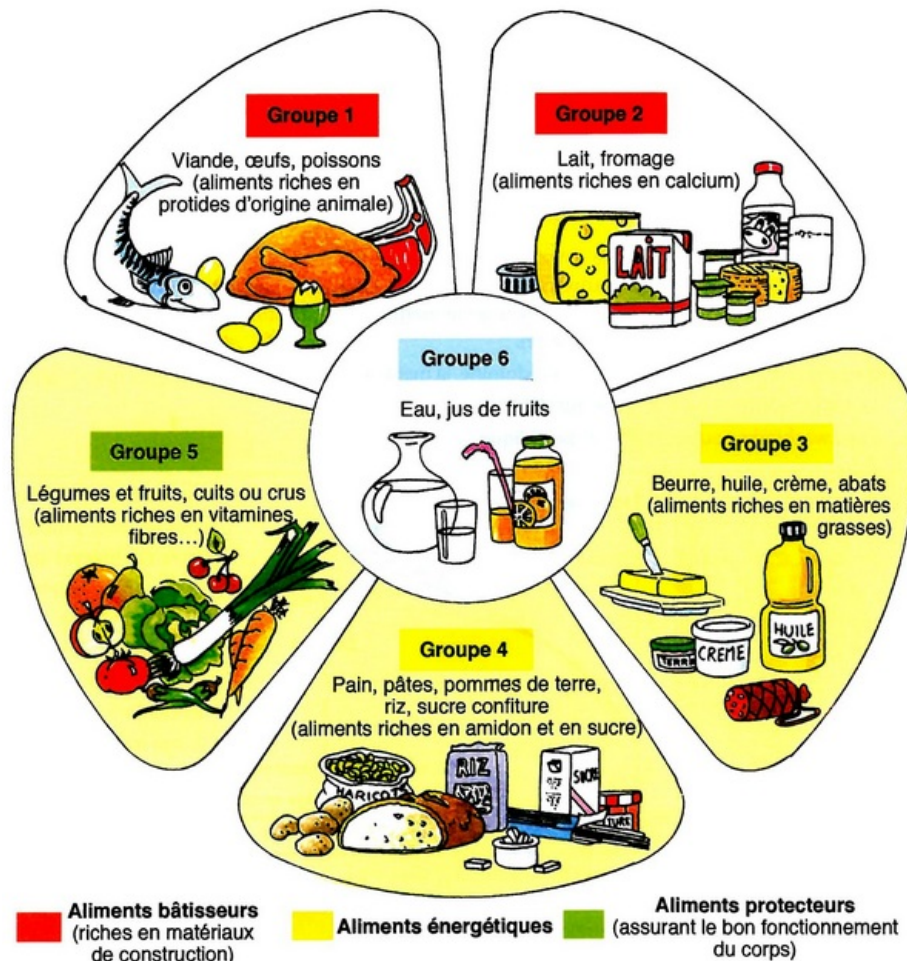 Groupe 1
Viande, œufs, poissons
(aliments riches en
protides d'origine animale)
Groupe 2
Lait, fromage
(aliments riches en calcium)
LAIT
Groupe 6
Eau, jus de fruits
Groupe 5
Légumes et fruits, cuits ou crus
(aliments riches en vitamines,
fibres...)
Groupe 3
Beurre, huile, crème, abats
(aliments riches en matières
grasses)
HUILE
CREME
Groupe 4
Pain, pâtes, pommes de terre,
riz, sucre confiture
(aliments riches en amidon et en sucre)
RIZ
SUCRE
HARICOTS
TURE
Aliments bâtisseurs
(riches en matériaux
de construction)
Aliments énergétiques
Aliments protecteurs
(assurant le bon fonctionnement
du corps)